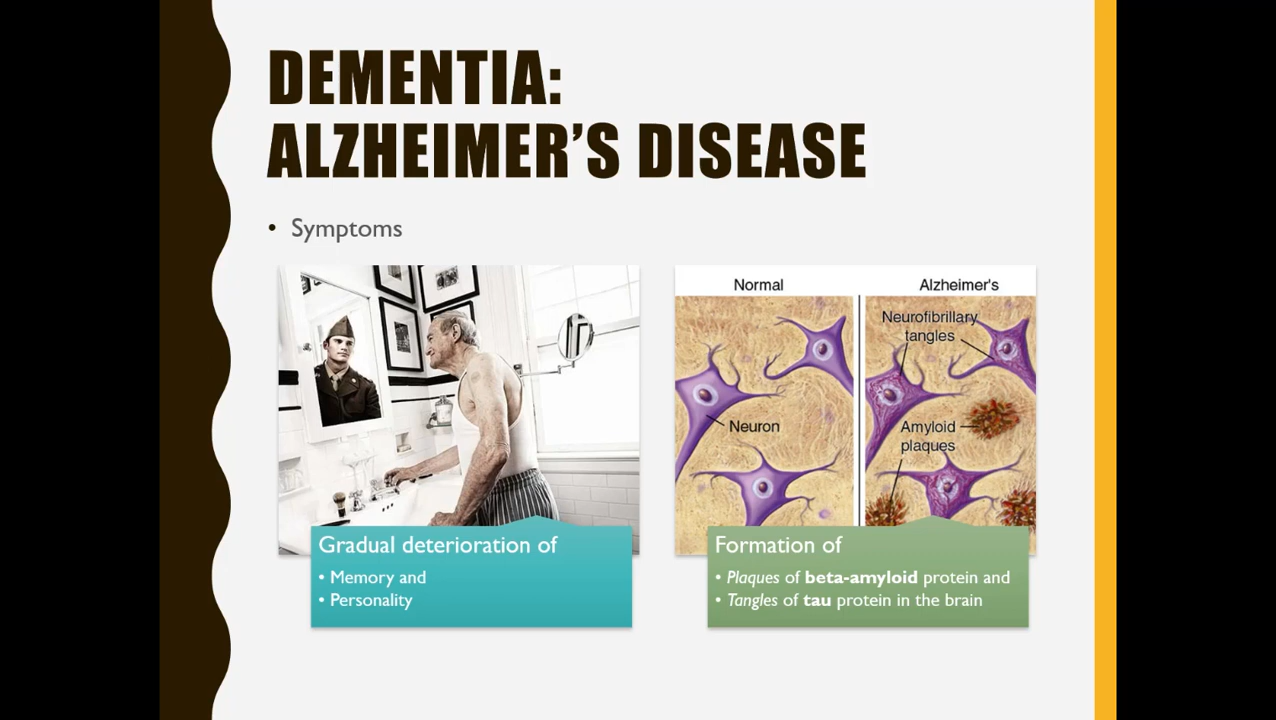 DEMENTIA:
ALZHEIMER’S DISEASE
• Symptoms
Gradual deterioration of
• Memory and
• Personality
Normal
Neuron
Alzheimer's
Neurofibrillary
tangles
Amyloid
plaques
Formation of
• Plaques of beta-amyloid protein and
• Tangles of tau protein in the brain